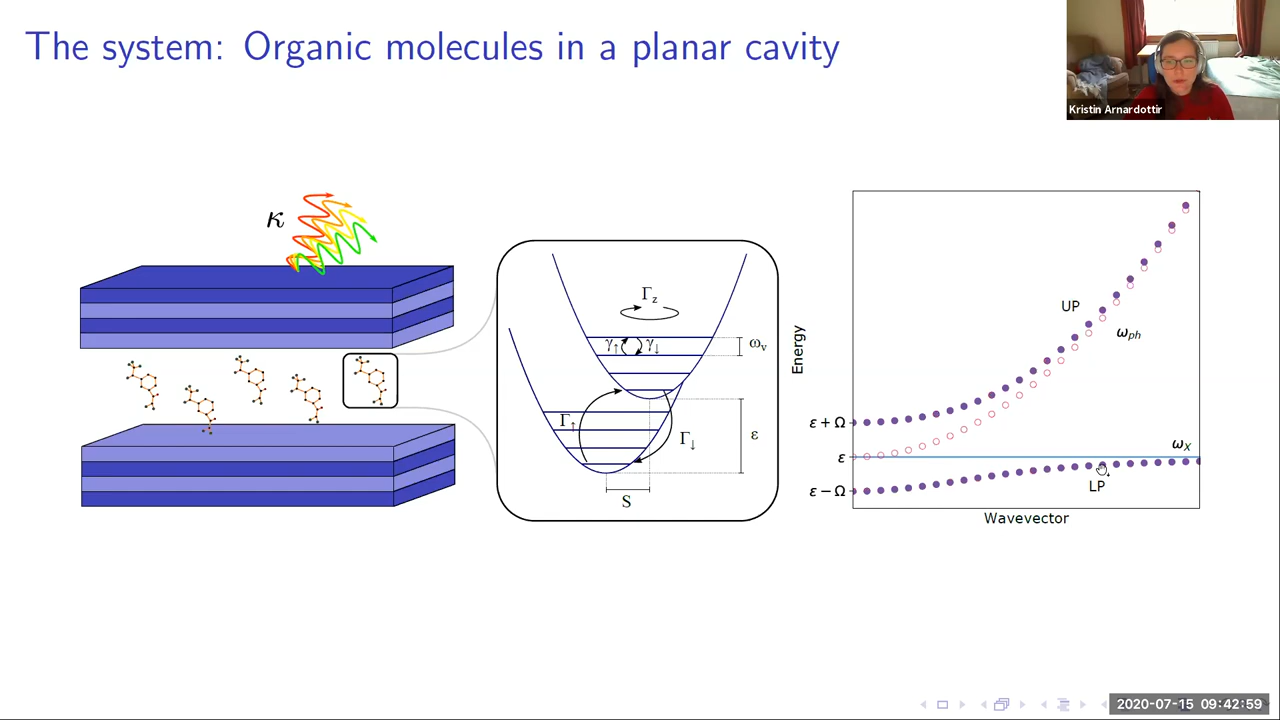 The system: Organic molecules in a planar cavity
Kristin Arnardottir
κ
Γz
γ↑ γ↓
ωv
Γ↑
Γ↓
ε
S
Energy
UP
ωph
ε + Ω
ε
ωX
ε − Ω
LP
Wavevector
2020-07-15 09:42:59